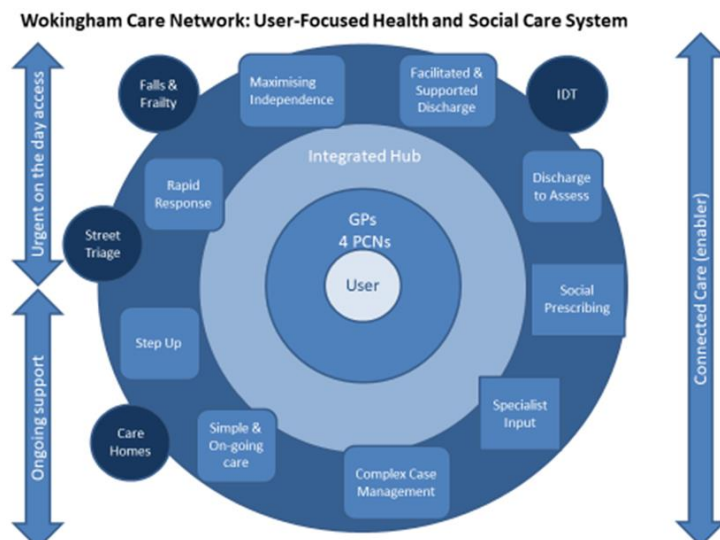 Wokingham Care Network: User-Focused Health and Social Care System
Urgent on the day access
Ongoing support
Falls &
Frailty
Maximising
Independence
Facilitated &
Supported
Discharge
IDT
Integrated Hub
Rapid
Response
Discharge
to Assess
Street
Triage
GPs
4 PCNs
User
Social
Prescribing
Step Up
Specialist
Input
Care
Homes
Simple &
On-going
care
Complex Case
Management
Connected Care (enabler)